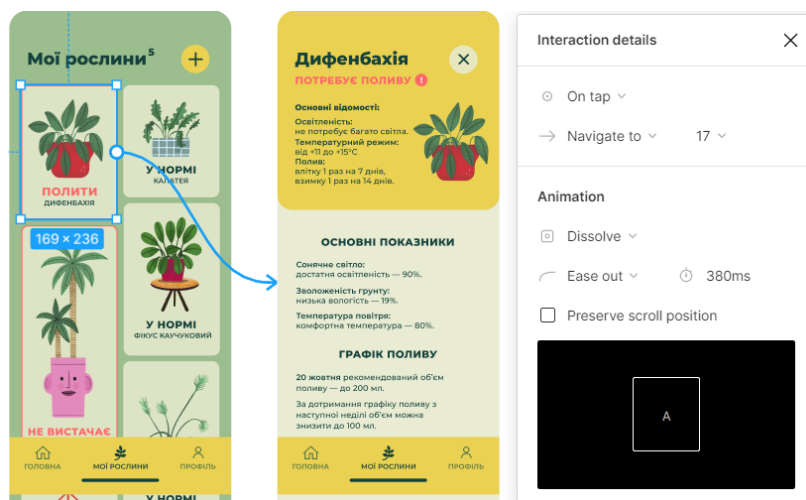 Мої рослини 5
ПОЛИТИ
ДИФЕНБАХІЯ
169 × 236
НЕ ВИСТАЧАЄ
У НОРМІ
КАЛАТЕЯ
У НОРМІ
ФІКУС КАУЧУКОВИЙ
ГОЛОВНА
МОЇ РОСЛИНИ
ПРОФІЛЬ
У НОРМІ
Дифенбахія
ПОТРЕБУЄ ПОЛИВУ !
Основні відомості:
Освітленість:
не потребує багато світла.
Температурний режим:
від +11 до +15°C
Полив:
влітку 1 раз на 7 днів,
взимку 1 раз на 14 днів.
ОСНОВНІ ПОКАЗНИКИ
Сонячне світло:
достатня освітленість — 90%.
Зволоженість грунту:
низька вологість — 19%.
Температура повітря:
комфортна температура — 80%.
ГРАФІК ПОЛИВУ
20 жовтня рекомендований об'єм
поливу — до 200 мл.
За дотримання графіку поливу з
наступної неділі об'єм можна
знизити до 100 мл.
ГОЛОВНА
МОЇ РОСЛИНИ
ПРОФІЛЬ
Interaction details
On tap
Navigate to 17
Animation
Dissolve
Ease out 380ms
Preserve scroll position
A